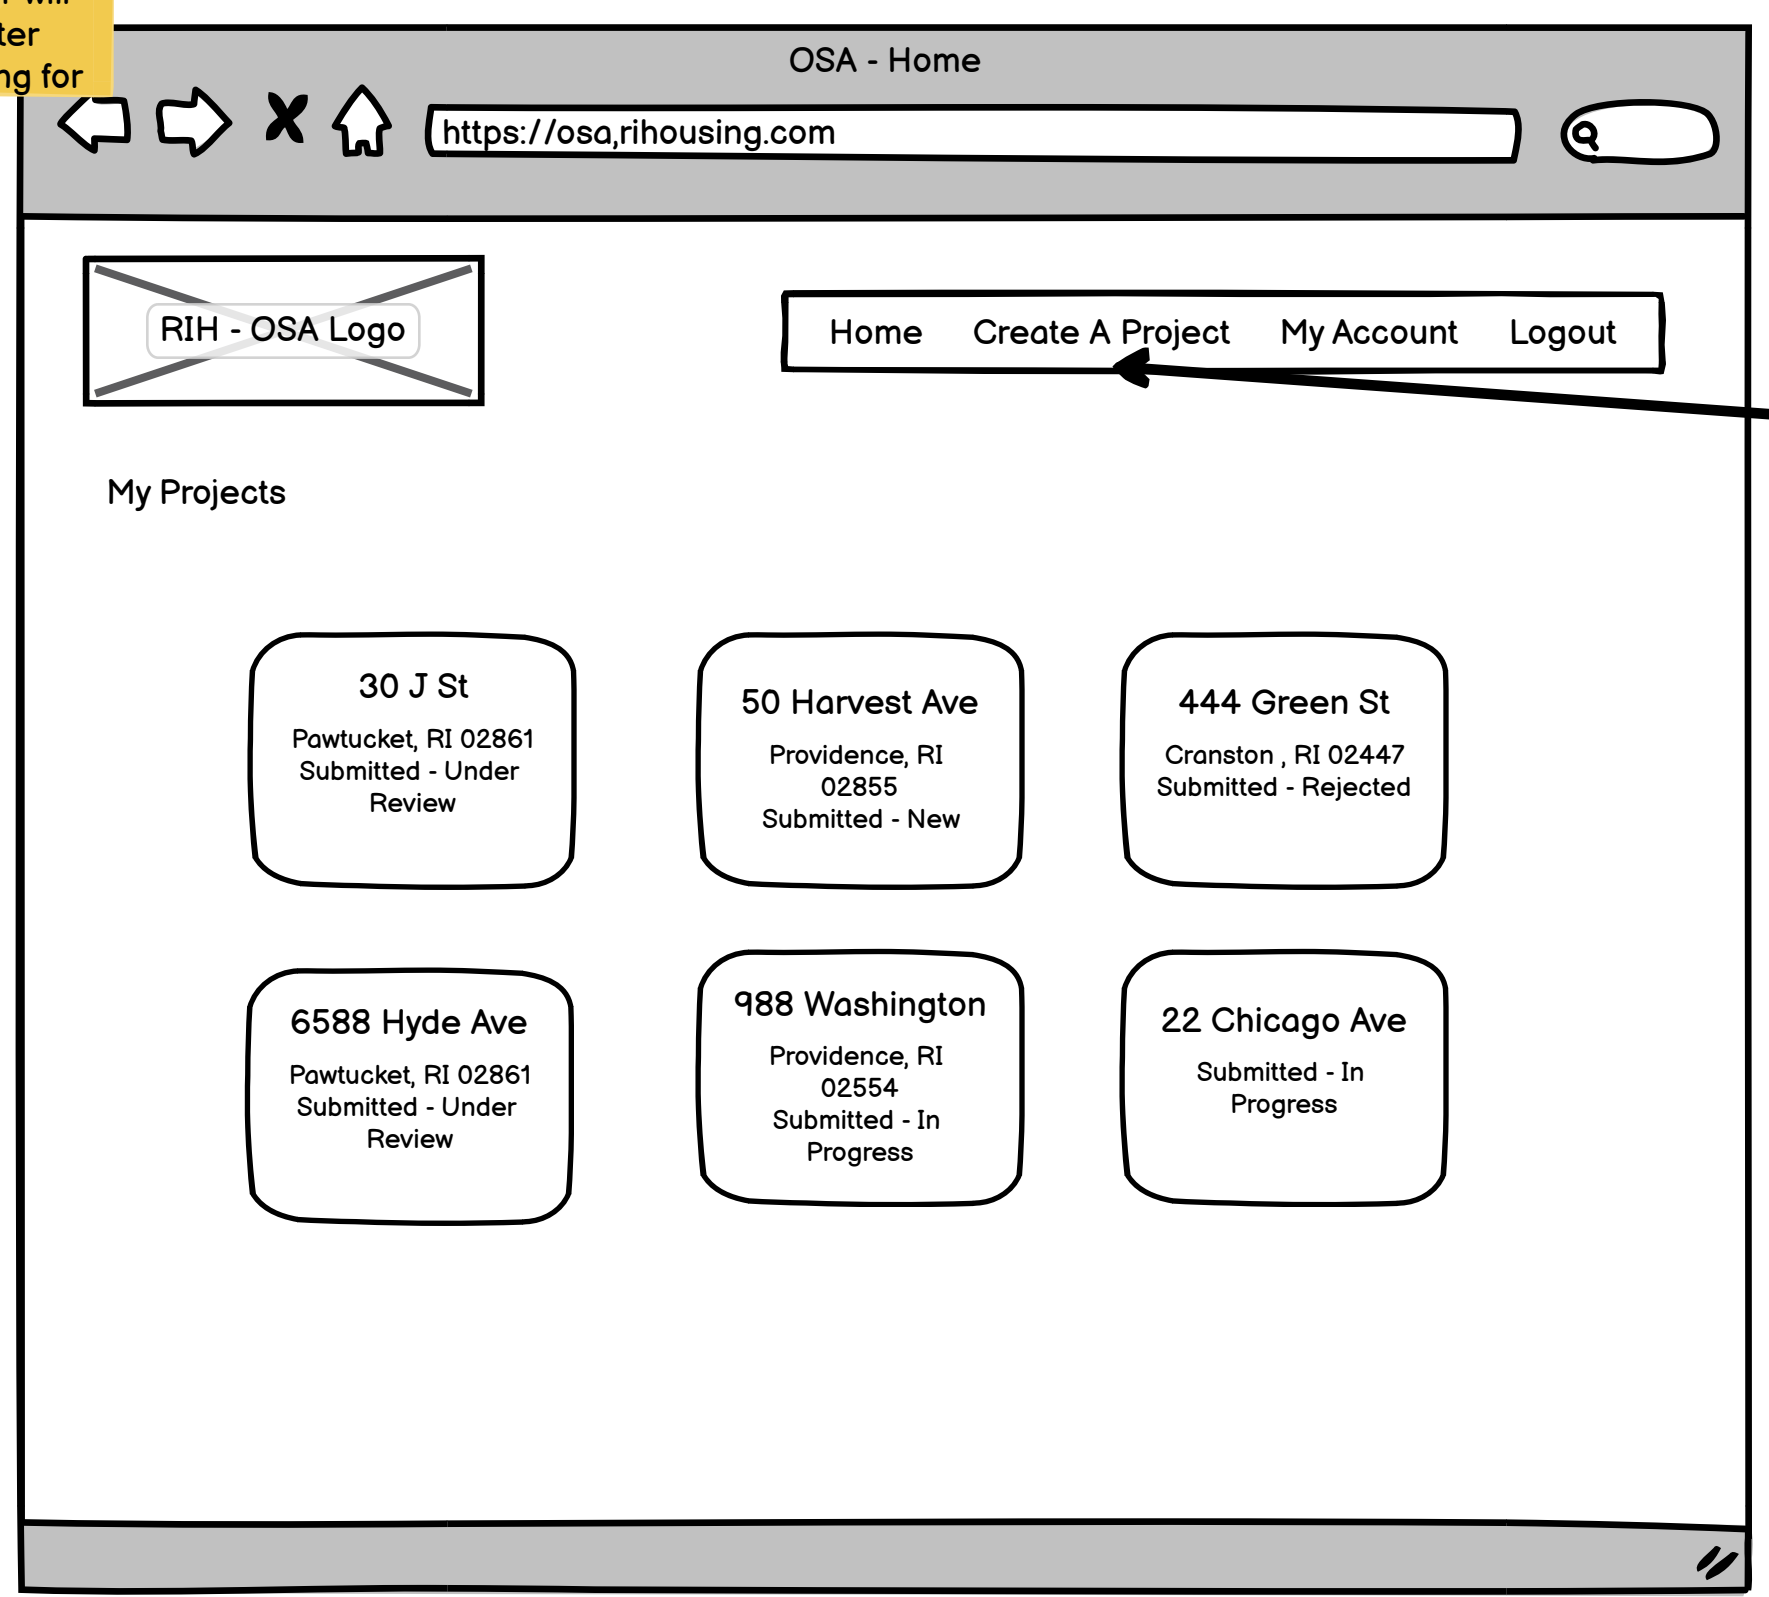 will
ter
ng for
OSA - Home
https://osa,rihousing.com
RIH - OSA Logo
Home Create A Project My Account Logout
My Projects
30 J St
Pawtucket, RI 02861
Submitted - Under
Review
50 Harvest Ave
Providence, RI
02855
Submitted - New
444 Green St
Cranston , RI 02447
Submitted - Rejected
6588 Hyde Ave
Pawtucket, RI 02861
Submitted - Under
Review
988 Washington
Providence, RI
02554
Submitted - In
Progress
22 Chicago Ave
Submitted - In
Progress